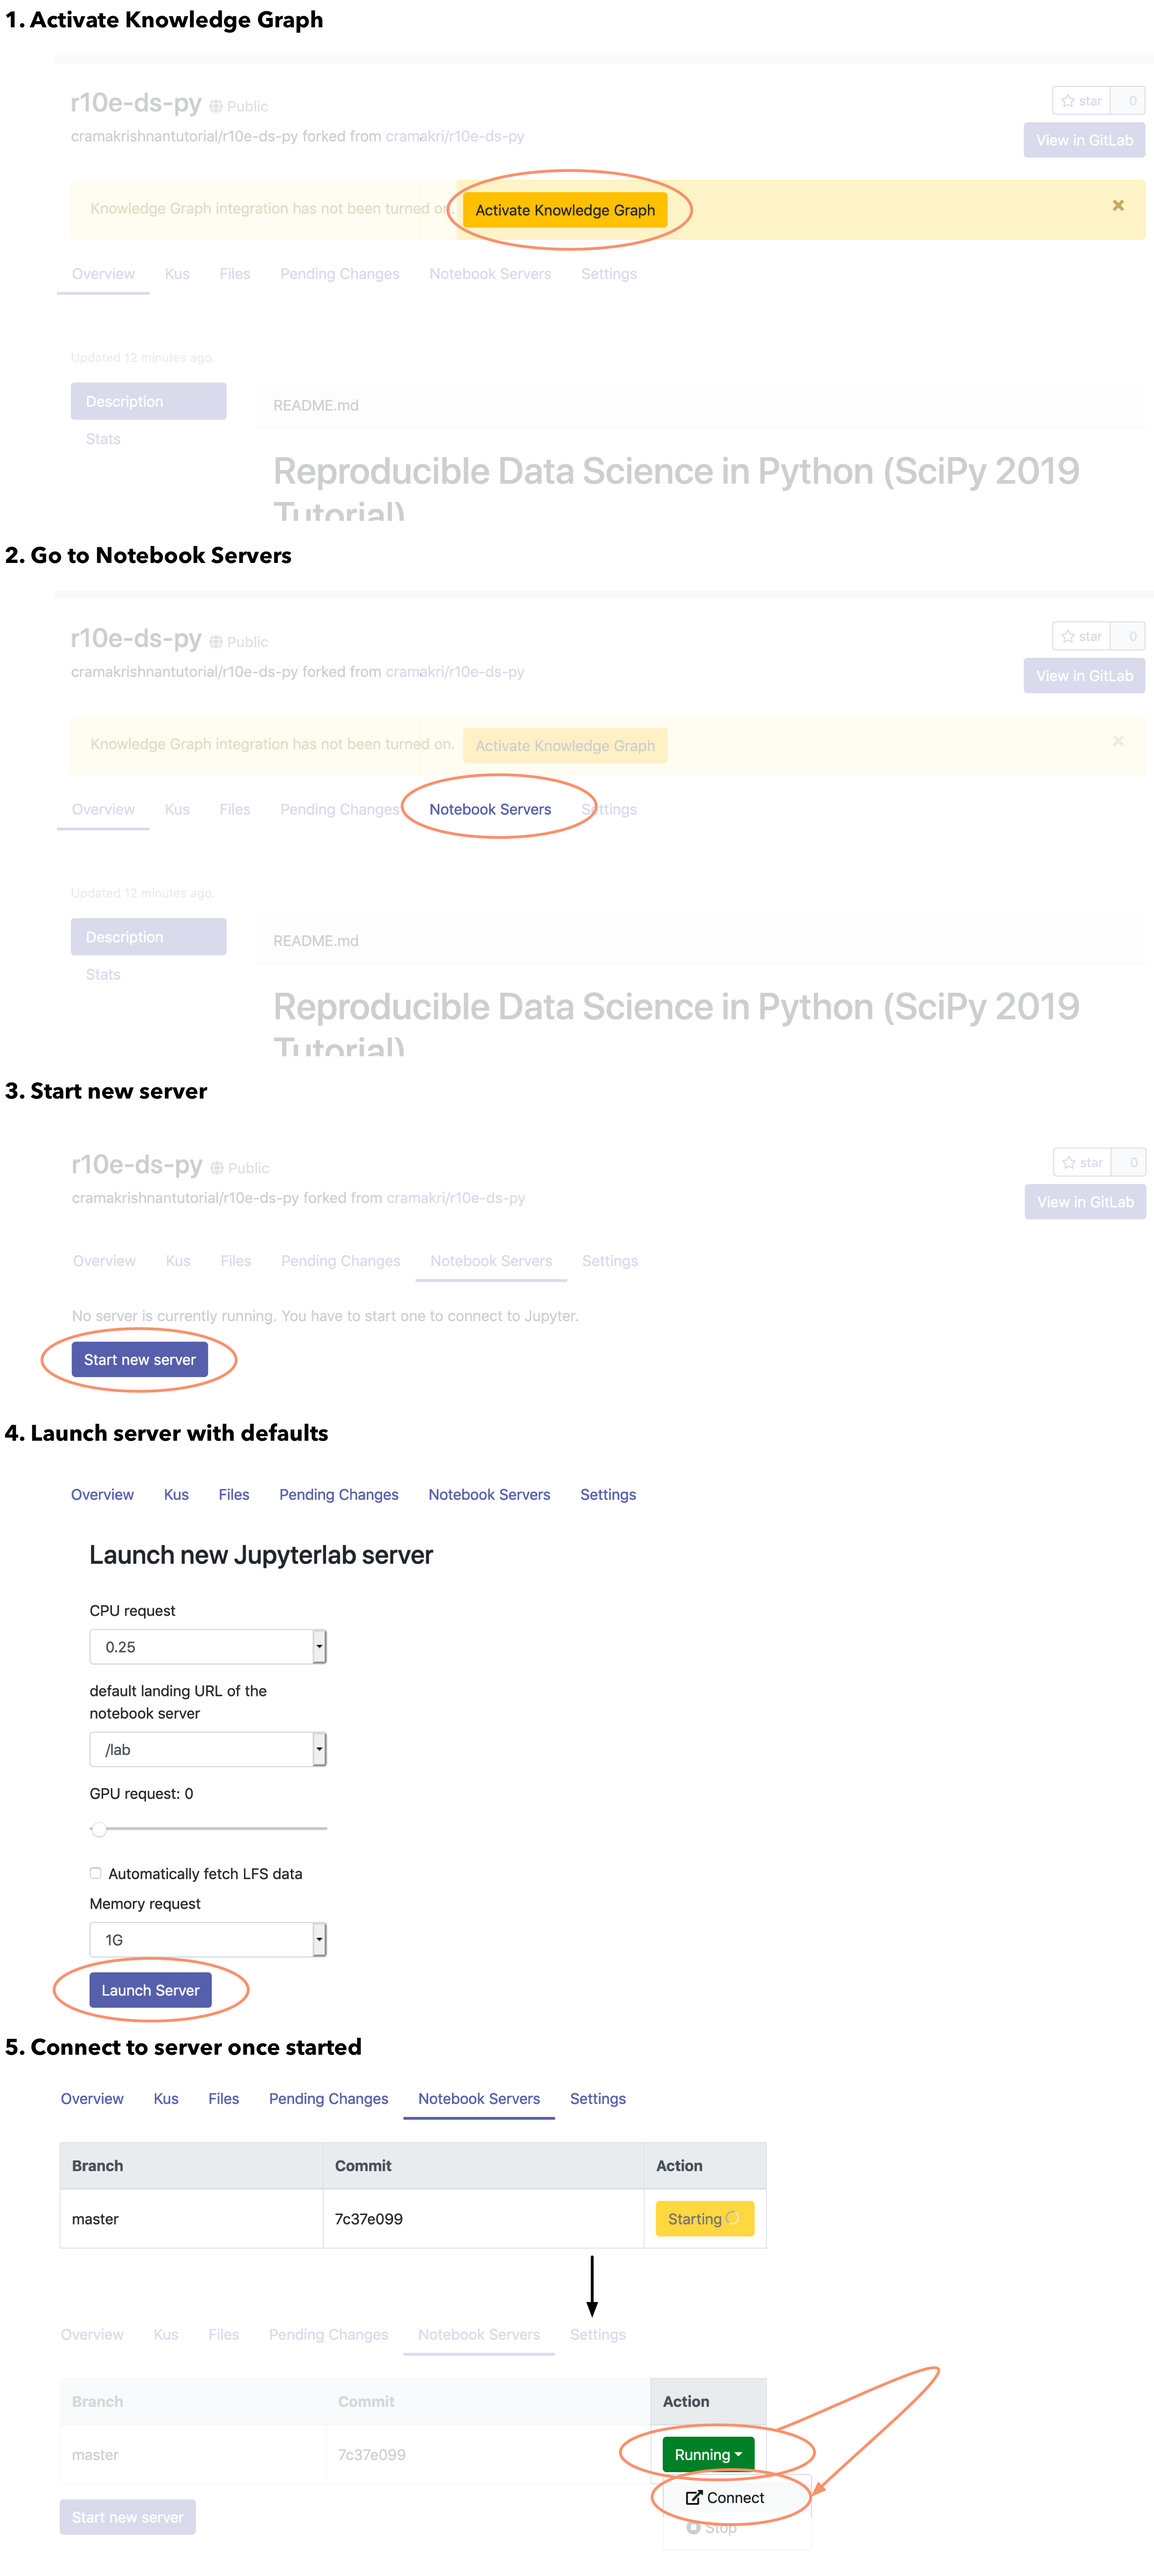 1. Activate Knowledge Graph
r10e-ds-py Public
star 0
cramakrishnantutorial/r10e-ds-py forked from cramakri/r10e-ds-py
View in GitLab
Knowledge Graph integration has not been turned on. Activate Knowledge Graph ×
Overview Kus Files Pending Changes Notebook Servers Settings
Updated 12 minutes ago.
Description
README.md
Stats
Reproducible Data Science in Python (SciPy 2019
Tutorial)
2. Go to Notebook Servers
r10e-ds-py Public
star 0
cramakrishnantutorial/r10e-ds-py forked from cramakri/r10e-ds-py
View in GitLab
Knowledge Graph integration has not been turned on. Activate Knowledge Graph ×
Overview Kus Files Pending Changes Notebook Servers Settings
Updated 12 minutes ago.
Description
README.md
Stats
Reproducible Data Science in Python (SciPy 2019
Tutorial)
3. Start new server
r10e-ds-py Public
star 0
cramakrishnantutorial/r10e-ds-py forked from cramakri/r10e-ds-py
View in GitLab
Overview Kus Files Pending Changes Notebook Servers Settings
No server is currently running. You have to start one to connect to Jupyter.
Start new server
4. Launch server with defaults
Overview Kus Files Pending Changes Notebook Servers Settings
Launch new Jupyterlab server
CPU request
0.25
default landing URL of the
notebook server
/lab
GPU request: 0
Automatically fetch LFS data
Memory request
1G
Launch Server
5. Connect to server once started
Overview Kus Files Pending Changes Notebook Servers Settings
Branch Commit Action
master 7c37e099 Starting
Overview Kus Files Pending Changes Notebook Servers Settings
Branch Commit Action
master 7c37e099 Running
Connect
Start new server
Stop